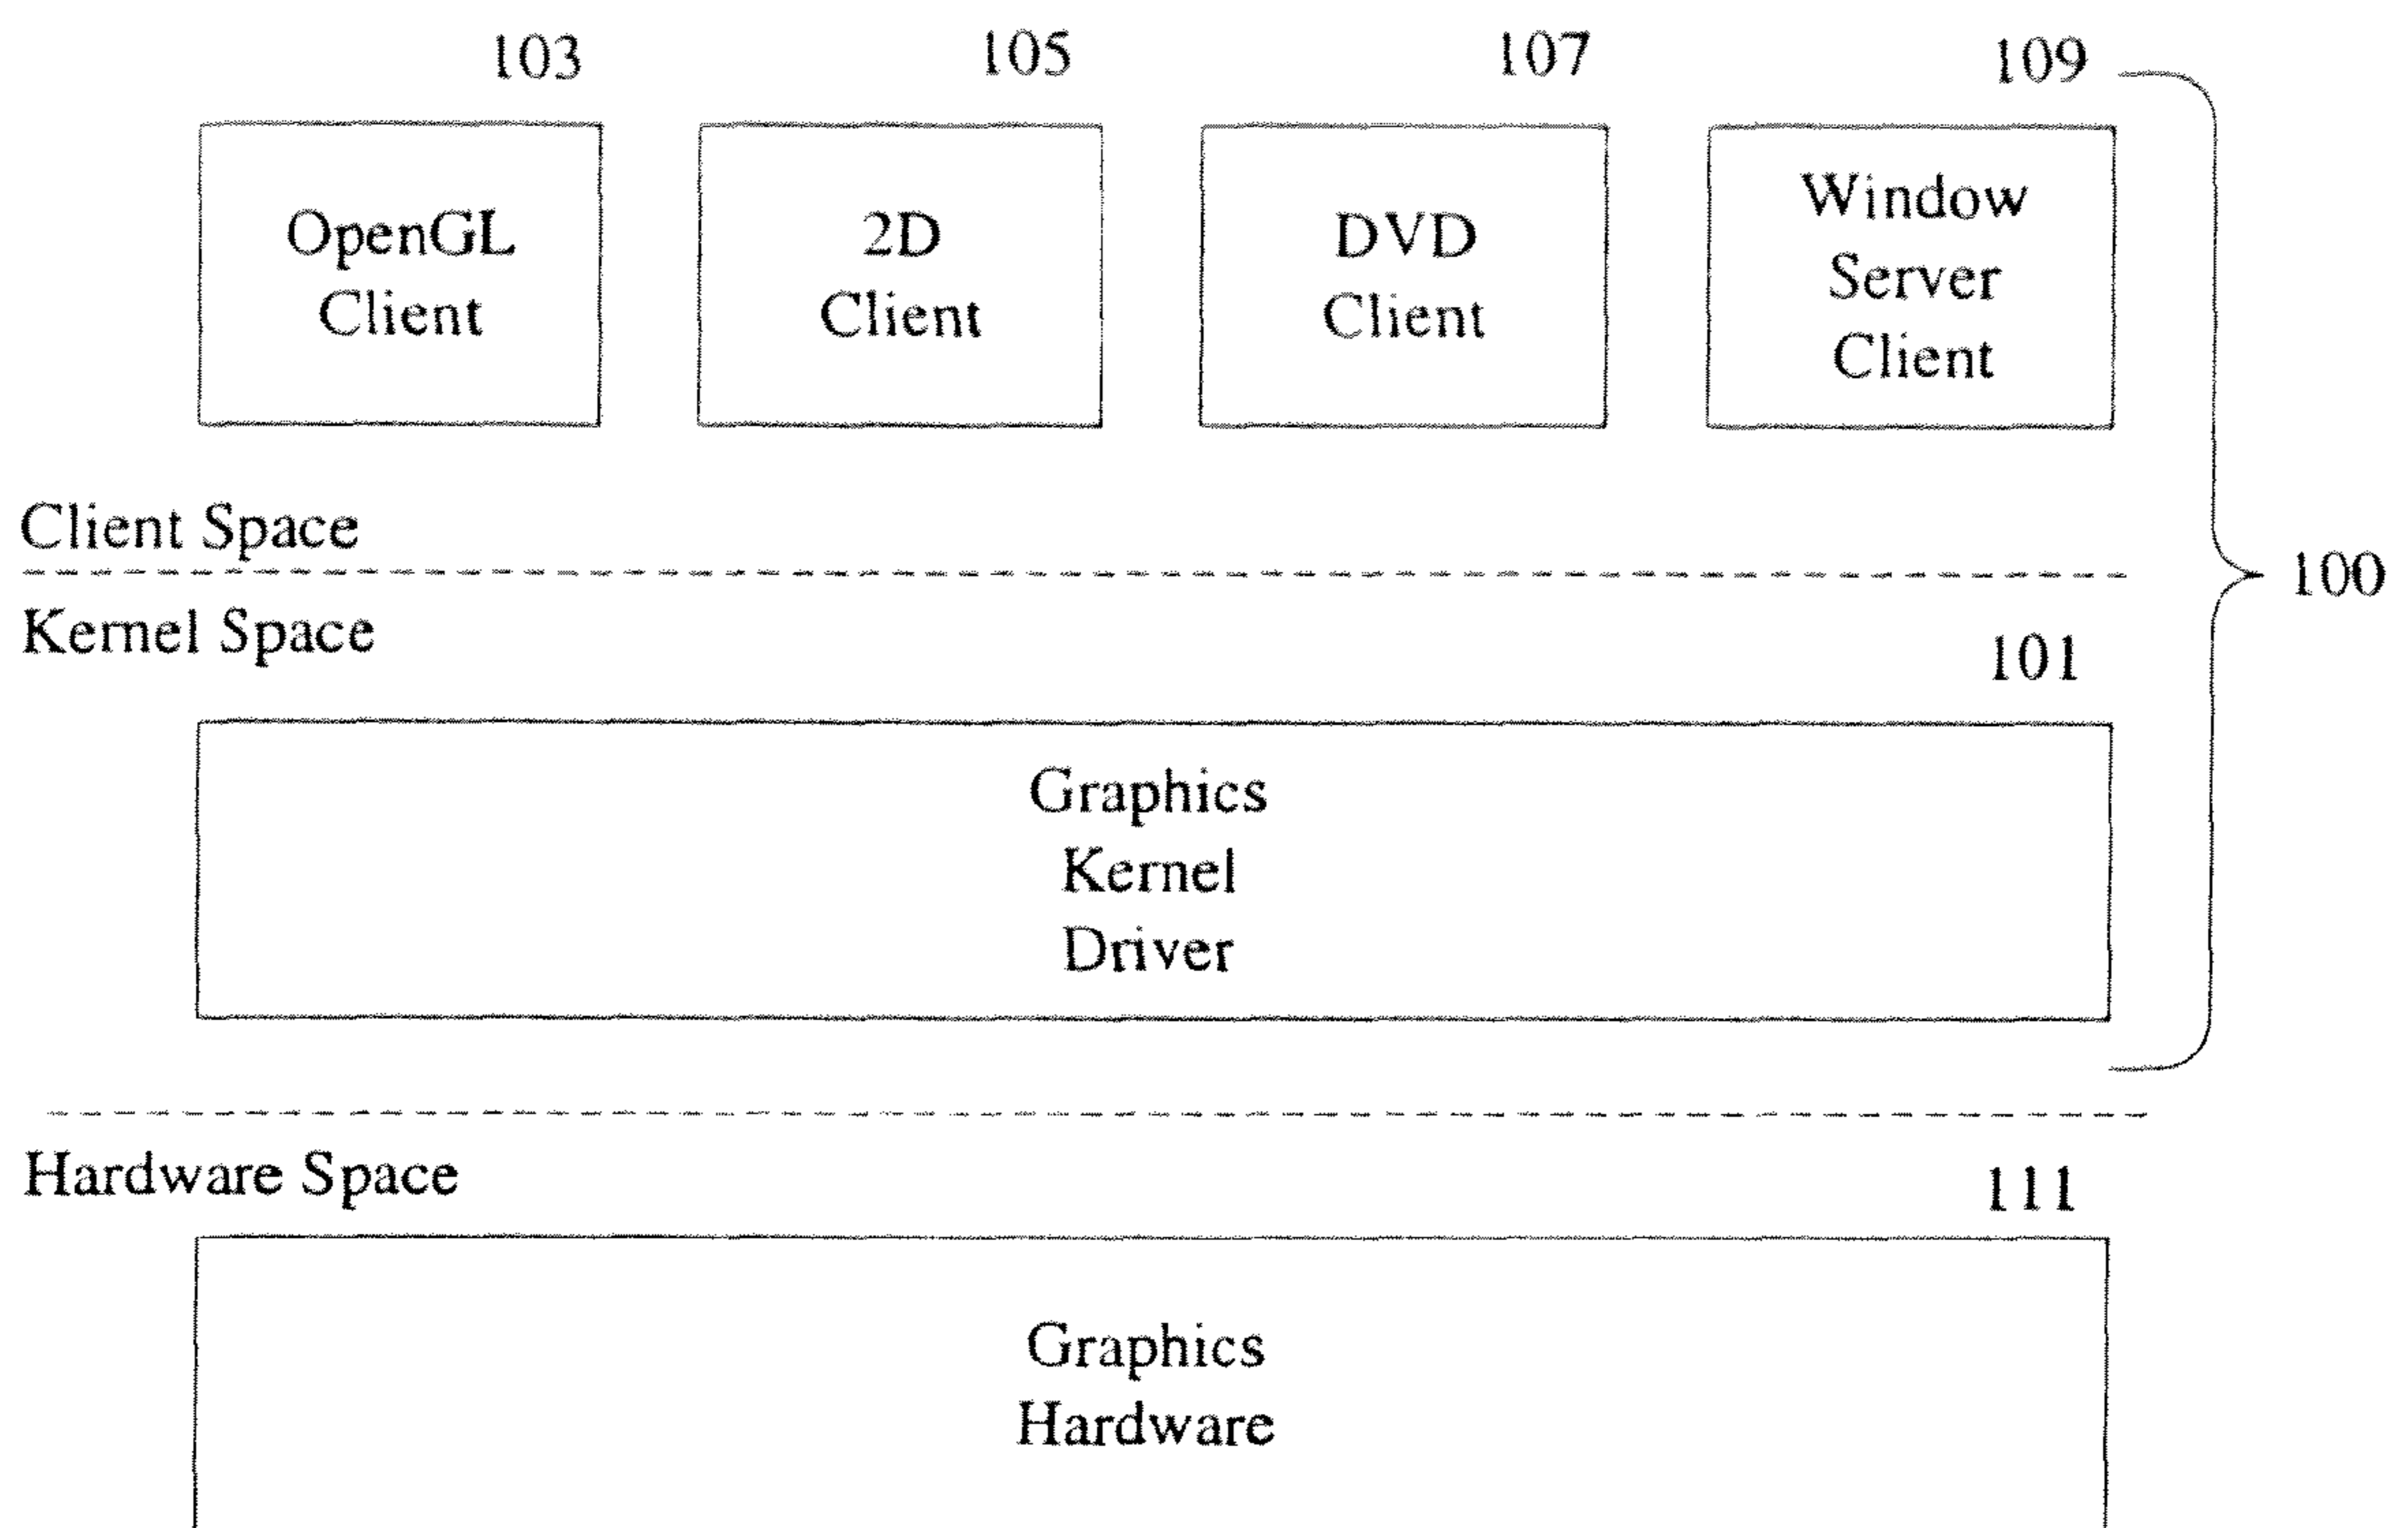 103
105
107
109
OpenGL
Client
2D
Client
DVD
Client
Window
Server
Client
Client Space
100
Kernel Space
101
Graphics
Kernel
Driver
Hardware Space
111
Graphics
Hardware